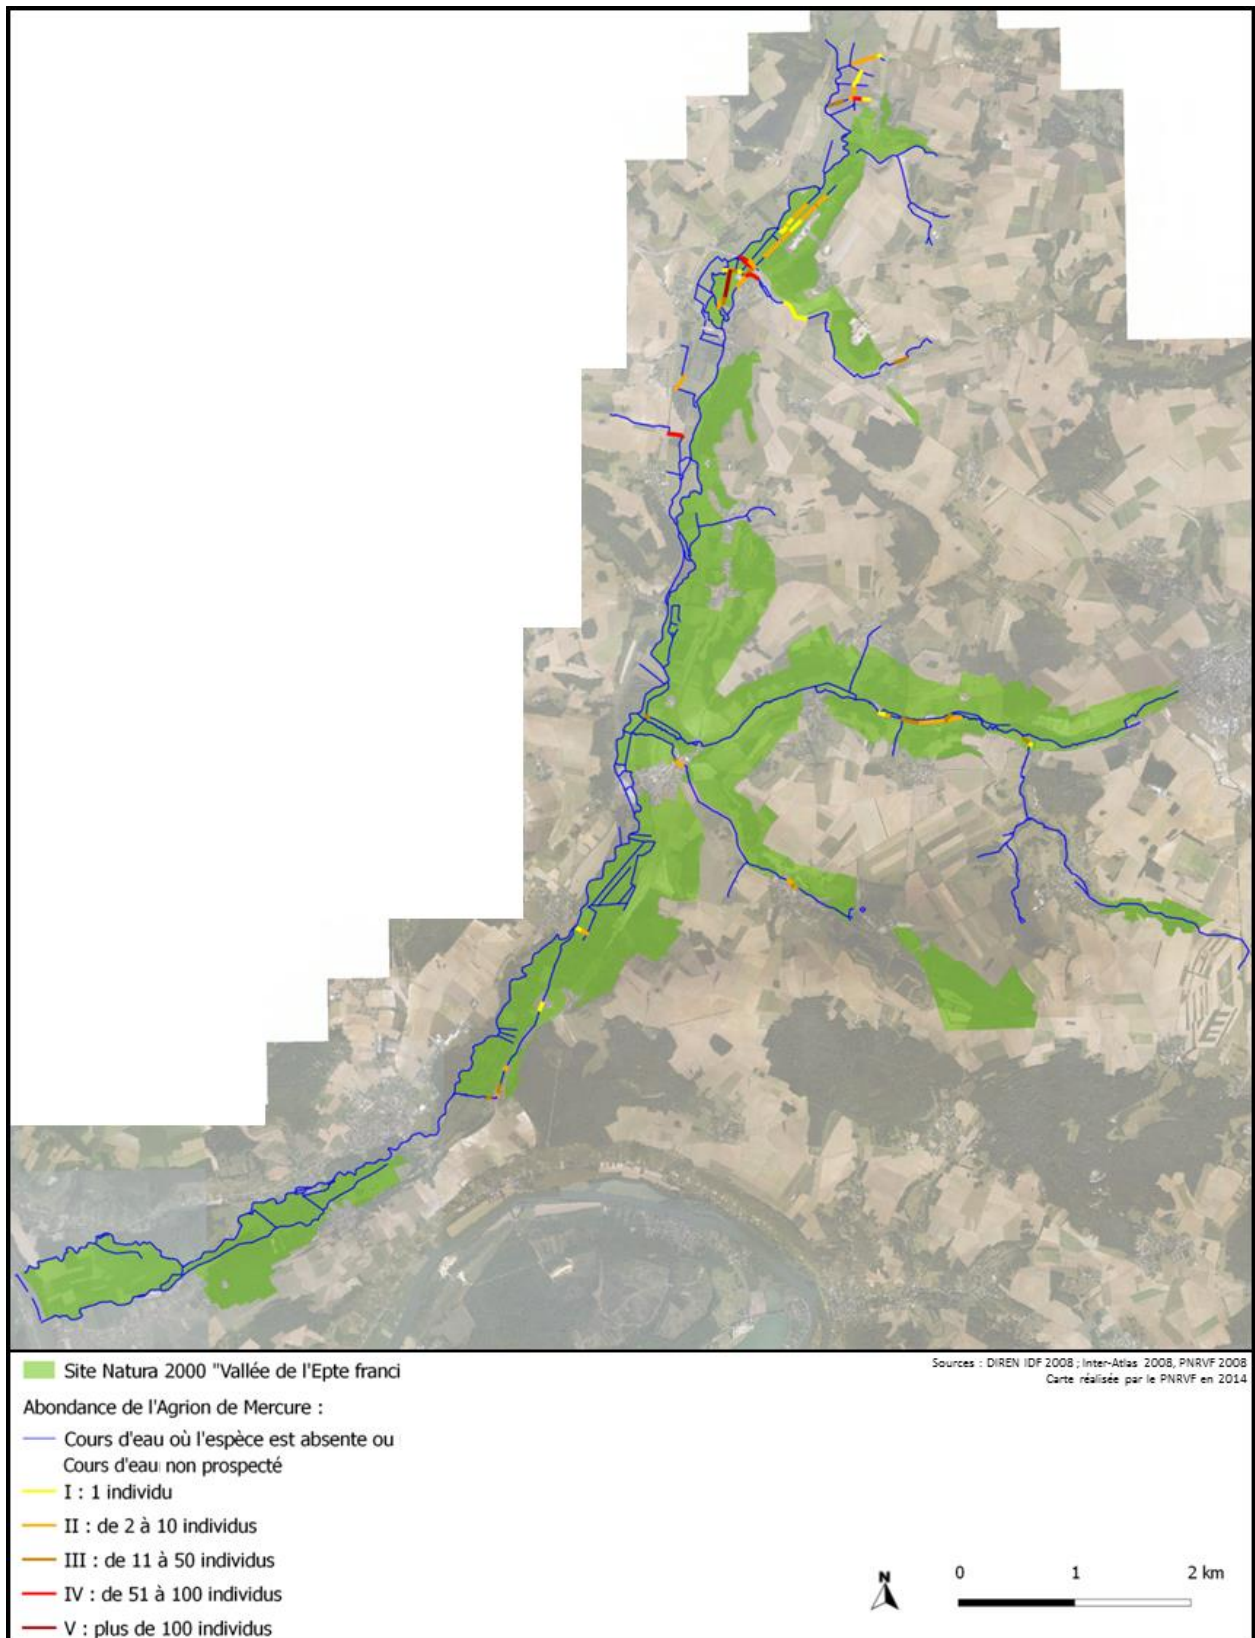 Site Natura 2000 "Vallée de l'Epte franci
Sources : DIREN IDF 2008 ; Inter-Atlas 2008, PNRVF 2008
Carte réalisée par le PNRVF en 2014
Abondance de l'Agrion de Mercure :
Cours d'eau où l'espèce est absente ou
Cours d'eau non prospecté
I : 1 individu
II : de 2 à 10 individus
III : de 11 à 50 individus
IV : de 51 à 100 individus
V : plus de 100 individus
N
0 1 2 km